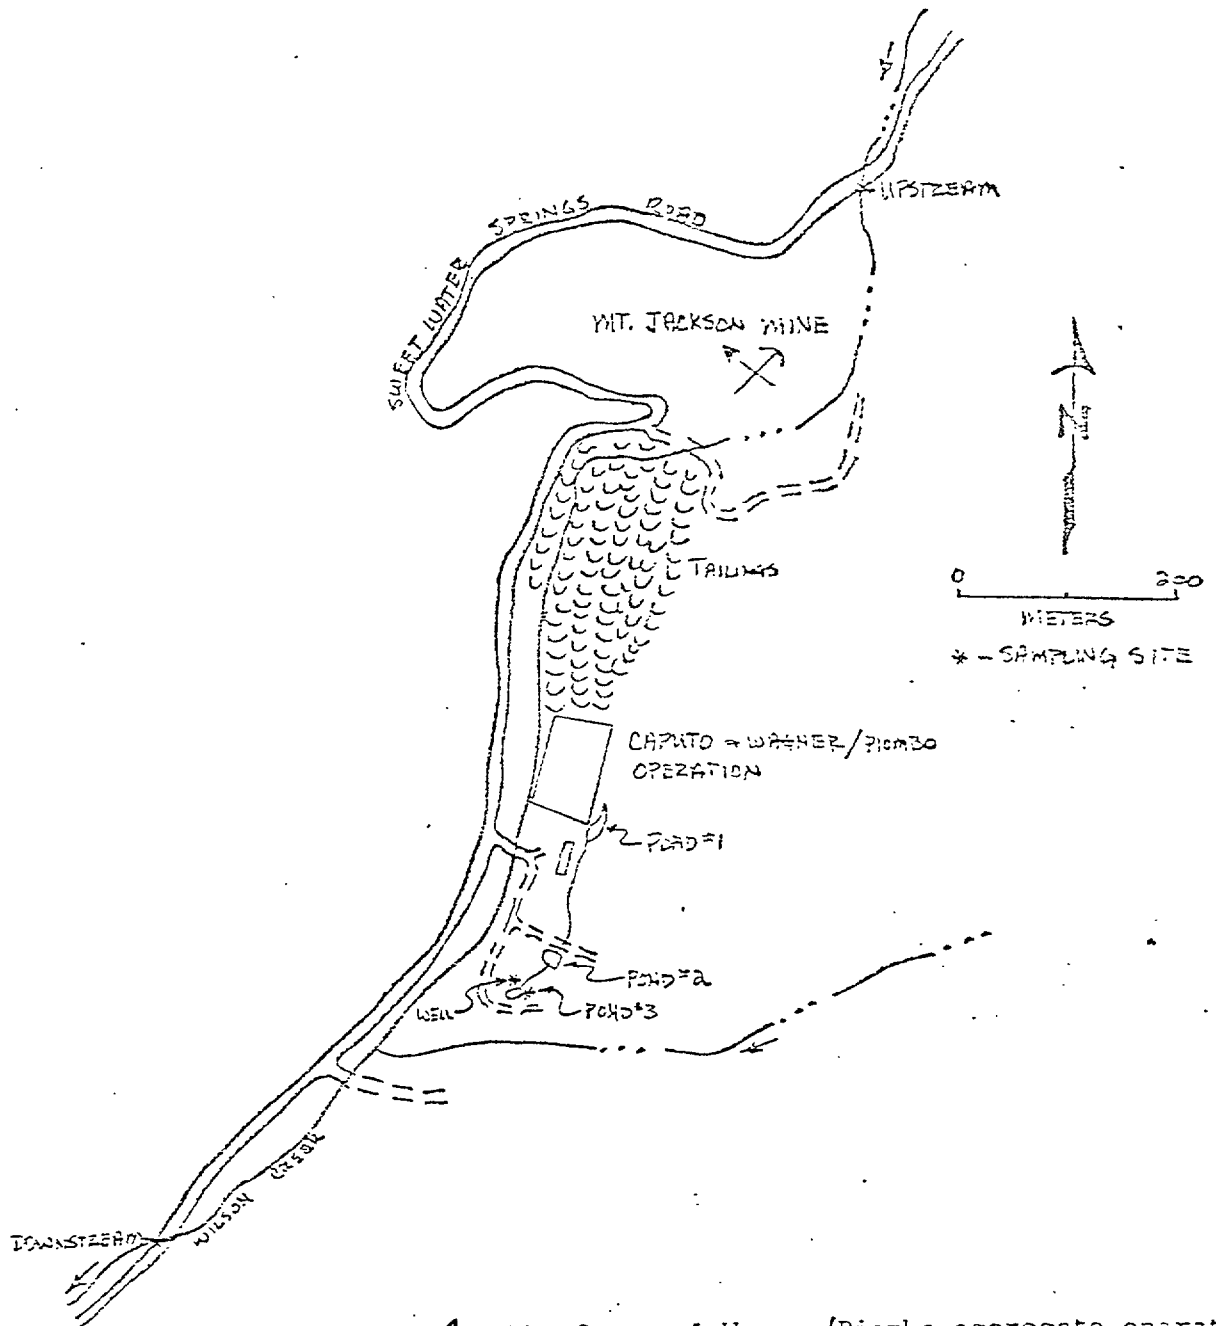 UPSTREAM
SWEET WATER SPRINGS ROAD
MT. JACKSON MINE
N
TAILINGS
0 200
METERS
* - SAMPLING SITE
CAPUTO & WAGNER/PIOMBO
OPERATION
POND #1
POND #2
WELL
POND #3
WILSON CREEK
DOWNSTREAM
aggregate